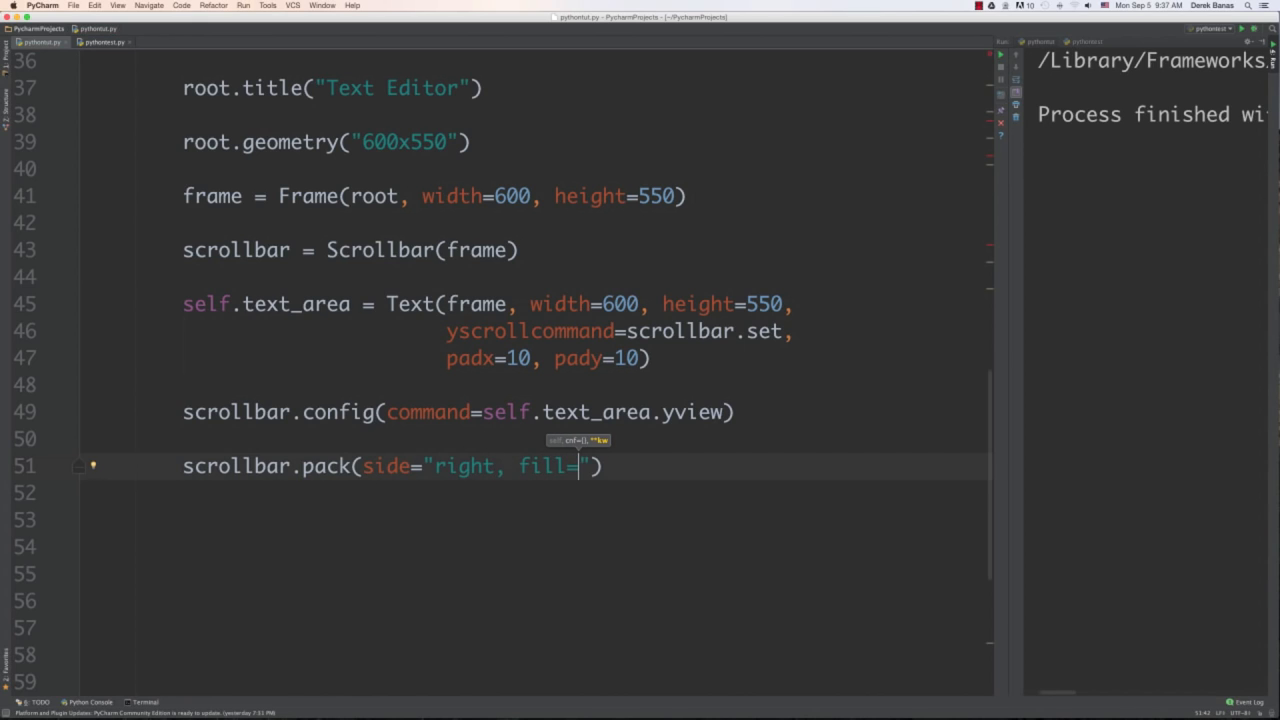 PyCharm File Edit View Navigate Code Refactor Run Tools VCS Window Help 10 Mon Sep 5 9:37 AM Derek Banas
pythontut.py - PycharmProjects - [~/PycharmProjects]
PycharmProjects pythontut.py pythontest
pythontut.py pythontest.py Run: pythontut pythontest
1: Project
Structure
2: Favorites
36
37 root.title("Text Editor")
38
39 root.geometry("600x550")
40
41 frame = Frame(root, width=600, height=550)
42
43 scrollbar = Scrollbar(frame)
44
45 self.text_area = Text(frame, width=600, height=550,
46 yscrollcommand=scrollbar.set,
47 padx=10, pady=10)
48
49 scrollbar.config(command=self.text_area.yview)
50
self, cnf={}, **kw
51 scrollbar.pack(side="right, fill=")
52
53
54
55
56
57
58
59
/Library/Frameworks
Process finished wi
TODO Python Console Terminal Event Log
Platform and Plugin Updates: PyCharm Community Edition is ready to update. (yesterday 7:51 PM) 51:42 LF÷ UTF-8÷